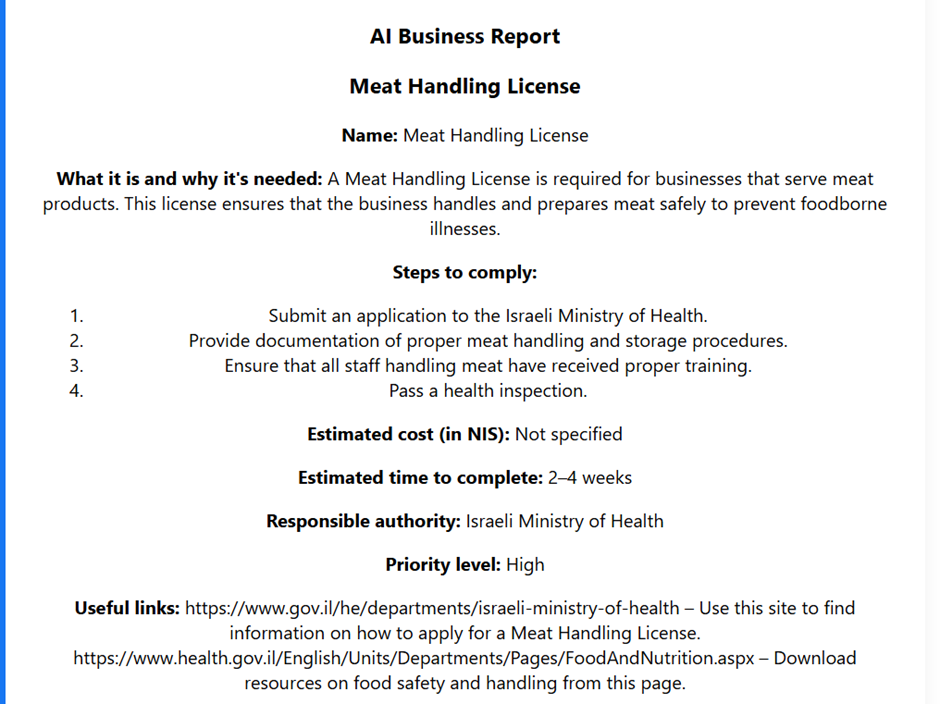 AI Business Report
Meat Handling License
Name: Meat Handling License
What it is and why it's needed: A Meat Handling License is required for businesses that serve meat
products. This license ensures that the business handles and prepares meat safely to prevent foodborne
illnesses.
Steps to comply:
1. Submit an application to the Israeli Ministry of Health.
2. Provide documentation of proper meat handling and storage procedures.
3. Ensure that all staff handling meat have received proper training.
4. Pass a health inspection.
Estimated cost (in NIS): Not specified
Estimated time to complete: 2–4 weeks
Responsible authority: Israeli Ministry of Health
Priority level: High
Useful links: https://www.gov.il/he/departments/israeli-ministry-of-health – Use this site to find
information on how to apply for a Meat Handling License.
https://www.health.gov.il/English/Units/Departments/Pages/FoodAndNutrition.aspx – Download
resources on food safety and handling from this page.